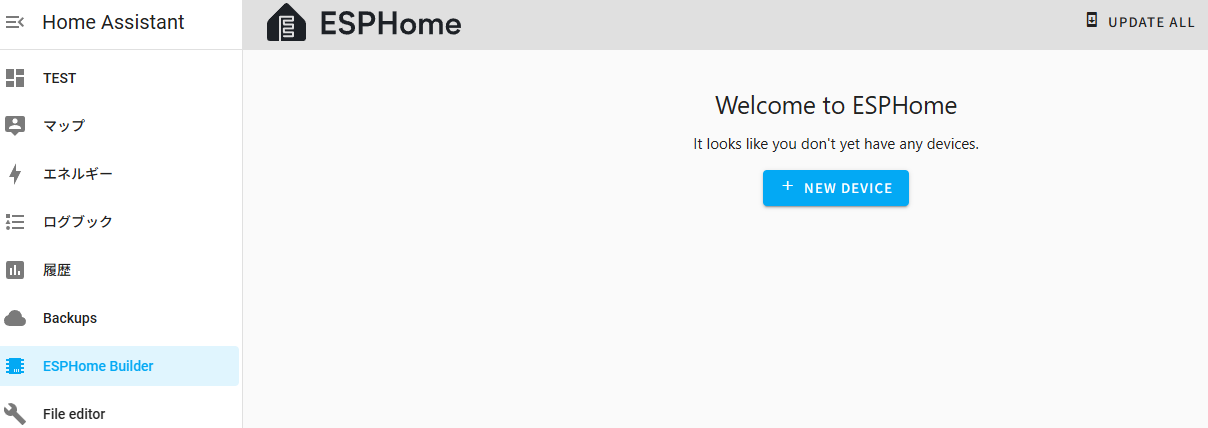 Home Assistant
TEST
マップ
エネルギー
ログブック
履歴
Backups
ESPHome Builder
File editor
ESPHome
UPDATE ALL
Welcome to ESPHome
It looks like you don't yet have any devices.
+ NEW DEVICE